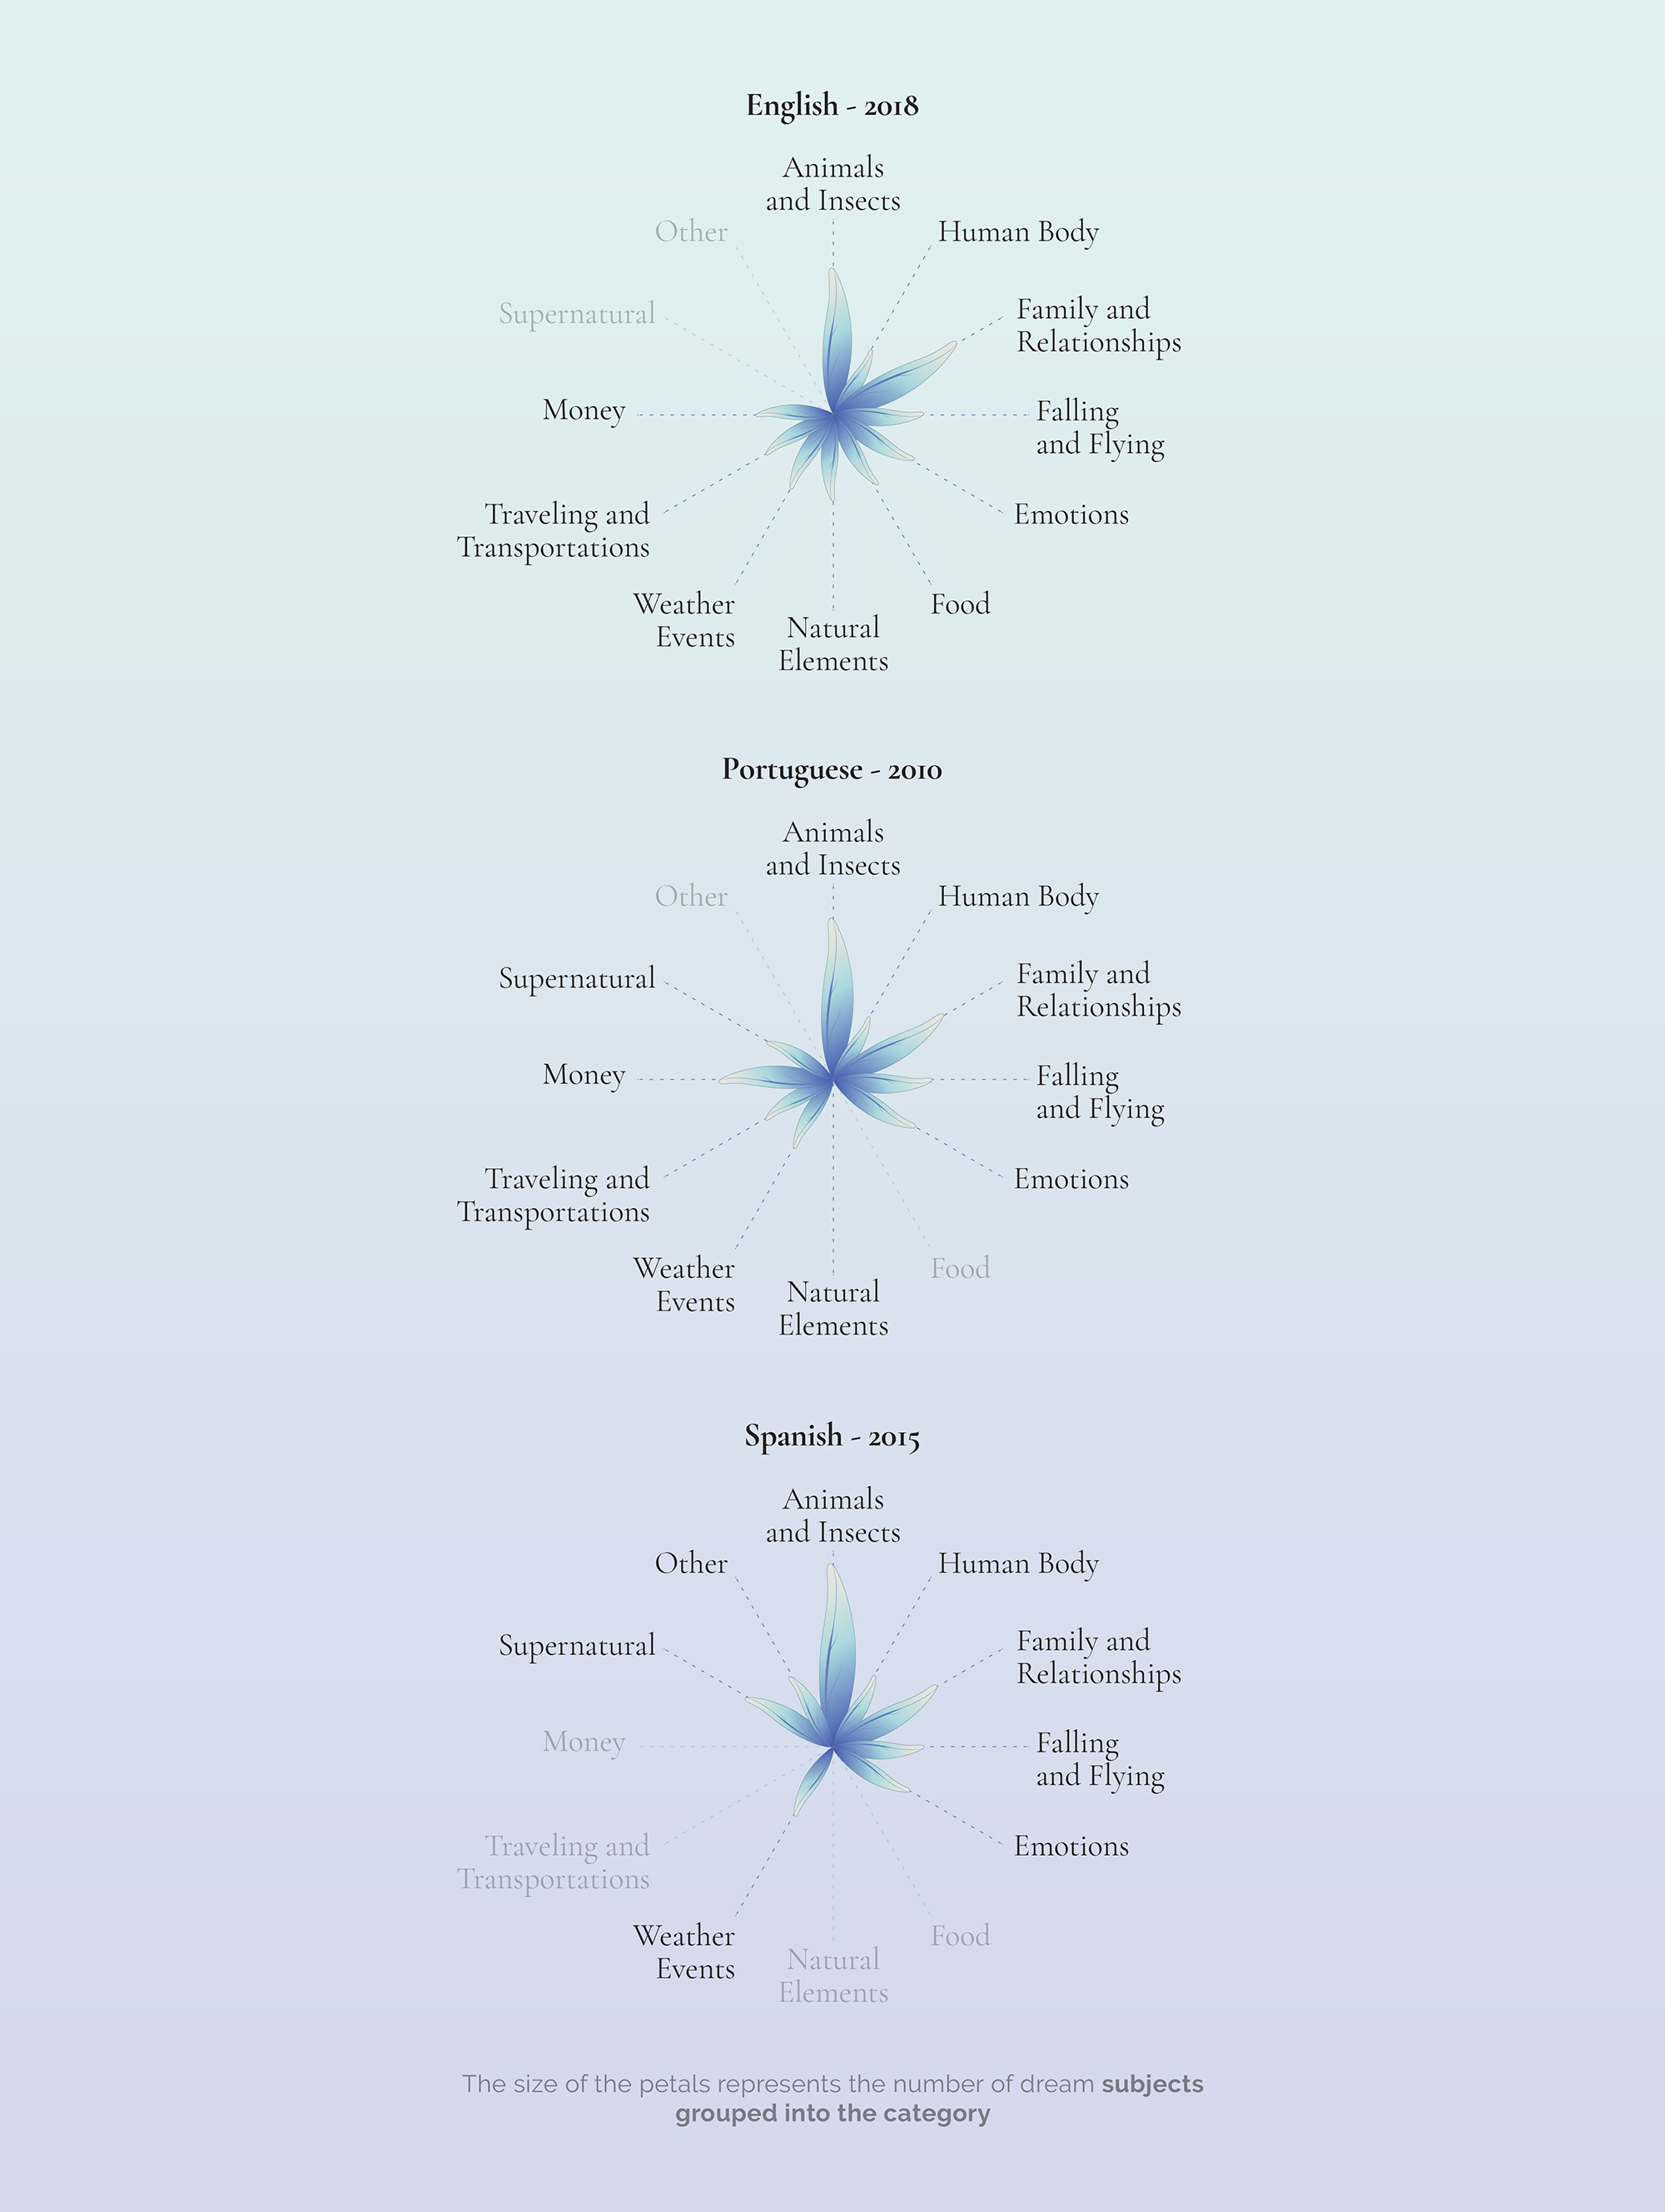 English - 2018
Animals
and Insects
Other
Human Body
Supernatural
Family and
Relationships
Money
Falling
and Flying
Traveling and
Transportations
Emotions
Weather
Events
Food
Natural
Elements
Portuguese - 2010
Animals
and Insects
Other
Human Body
Supernatural
Family and
Relationships
Money
Falling
and Flying
Traveling and
Transportations
Emotions
Weather
Events
Food
Natural
Elements
Spanish - 2015
Animals
and Insects
Other
Human Body
Supernatural
Family and
Relationships
Money
Falling
and Flying
Traveling and
Transportations
Emotions
Weather
Events
Food
Natural
Elements
The size of the petals represents the number of dream subjects
grouped into the category